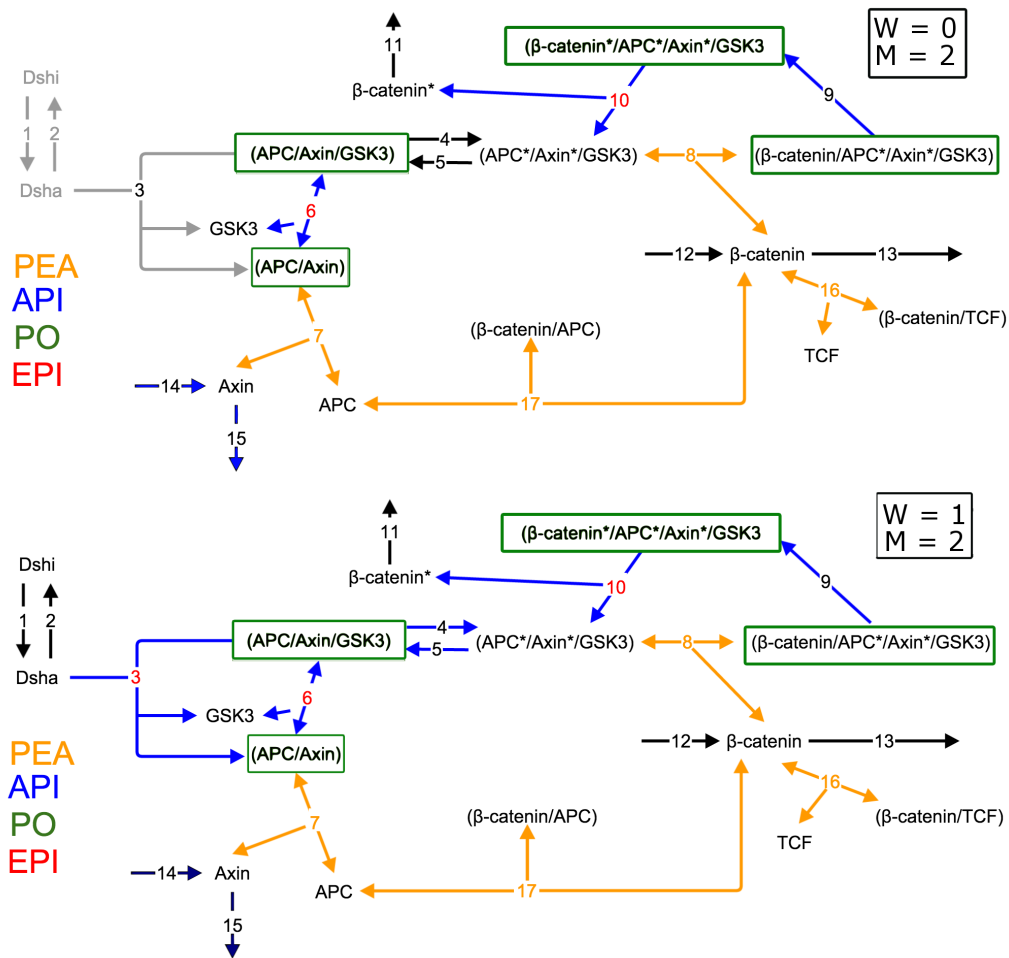 W = 0
M = 2
(β-catenin*/APC*/Axin*/GSK3
11
β-catenin*
10
9
Dshi
1 2
Dsha
3
(APC/Axin/GSK3)
4
5
(APC*/Axin*/GSK3)
8
(β-catenin/APC*/Axin*/GSK3)
6
GSK3
(APC/Axin)
12
β-catenin
13
PEA
API
PO
EPI
7
(β-catenin/APC)
16
(β-catenin/TCF)
TCF
14
Axin
APC
17
15
W = 1
M = 2
(β-catenin*/APC*/Axin*/GSK3
11
β-catenin*
10
9
Dshi
1 2
Dsha
3
(APC/Axin/GSK3)
4
5
(APC*/Axin*/GSK3)
8
(β-catenin/APC*/Axin*/GSK3)
6
GSK3
(APC/Axin)
12
β-catenin
13
PEA
API
PO
EPI
7
(β-catenin/APC)
16
(β-catenin/TCF)
TCF
14
Axin
APC
17
15